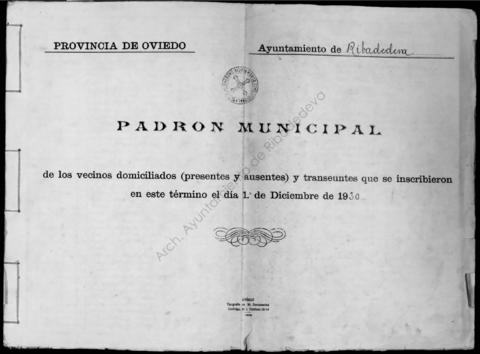 PROVINCIA DE OVIEDO
Ayuntamiento de Ribadedeva
PADRON MUNICIPAL
de los vecinos domiciliados (presentes y ausentes) y transeuntes que se inscribieron
en este término el día 1.º de Diciembre de 1930
Arch. Ayuntamiento de Ribadedeva
OVIEDO